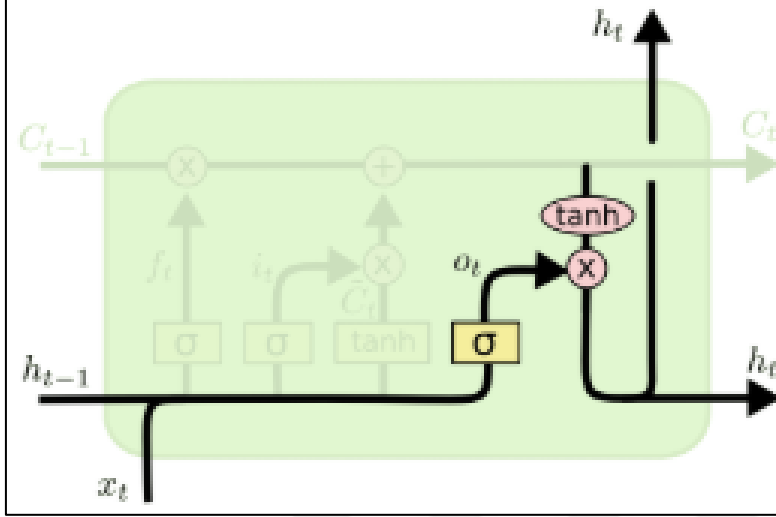 h_t
C_{t-1} C_t
× +
tanh
f_t i_t × o_t ×
C̃_t
σ σ tanh σ
h_{t-1} h_t
x_t